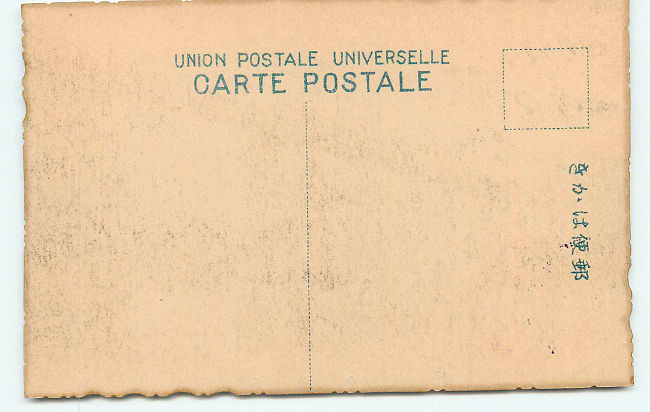 UNION POSTALE UNIVERSELLE
CARTE POSTALE
郵便はかき